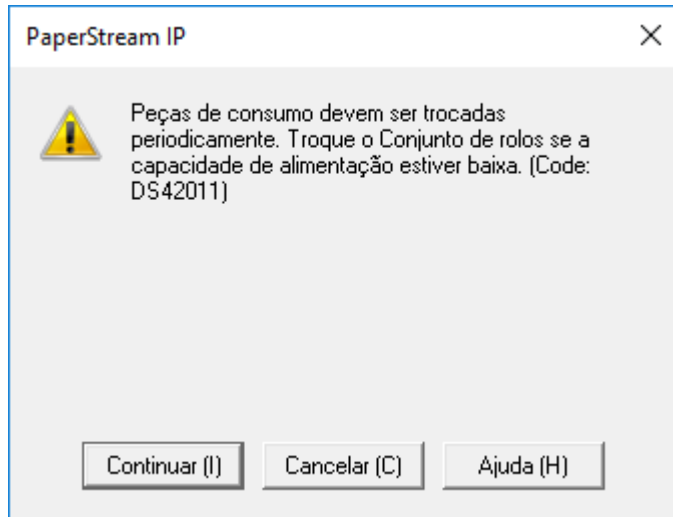 PaperStream IP
Peças de consumo devem ser trocadas
periodicamente. Troque o Conjunto de rolos se a
capacidade de alimentação estiver baixa. (Code:
DS42011)
Continuar (I)
Cancelar (C)
Ajuda (H)